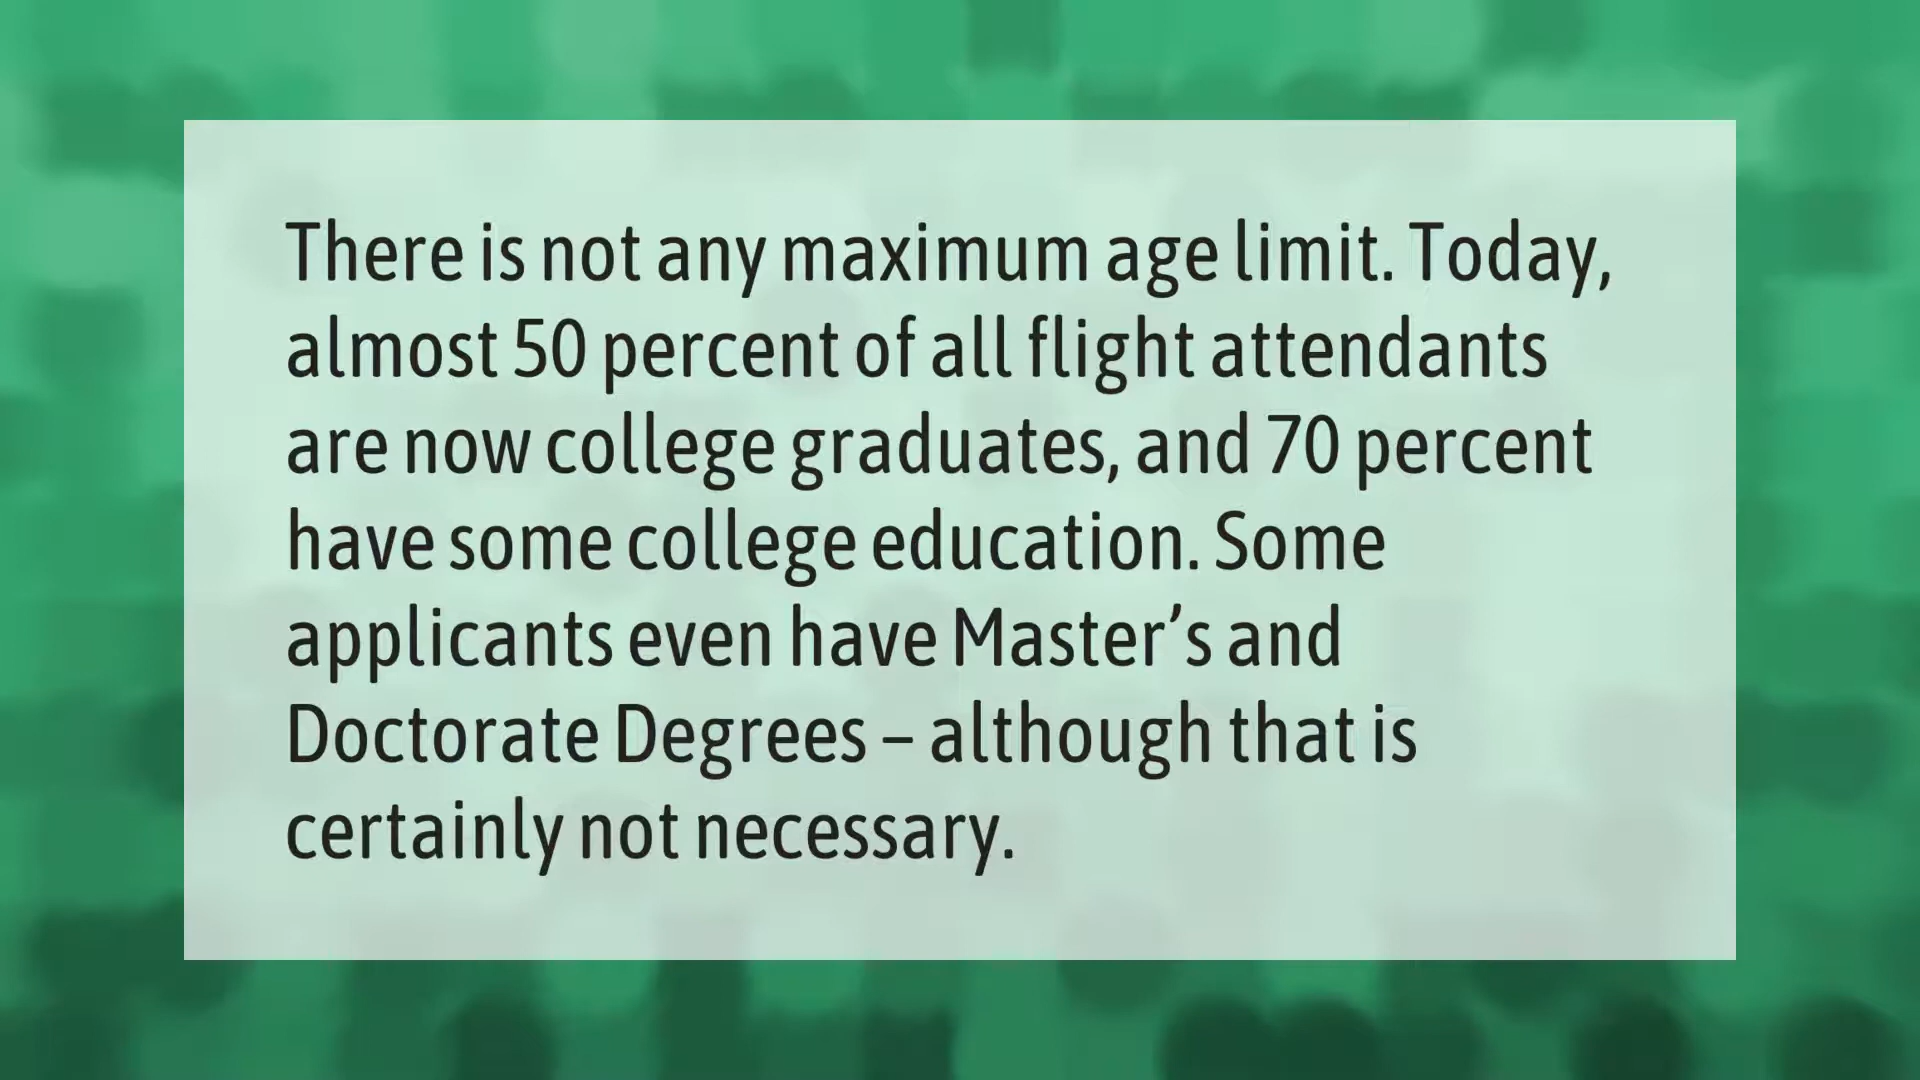 There is not any maximum age limit. Today,
almost 50 percent of all flight attendants
are now college graduates, and 70 percent
have some college education. Some
applicants even have Master’s and
Doctorate Degrees – although that is
certainly not necessary.